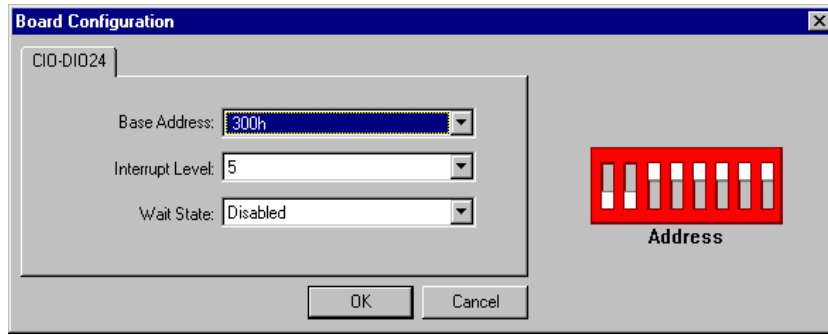 Board Configuration
CIO-DIO24
Base Address: 300h
Interrupt Level: 5
Wait State: Disabled
Address
OK Cancel